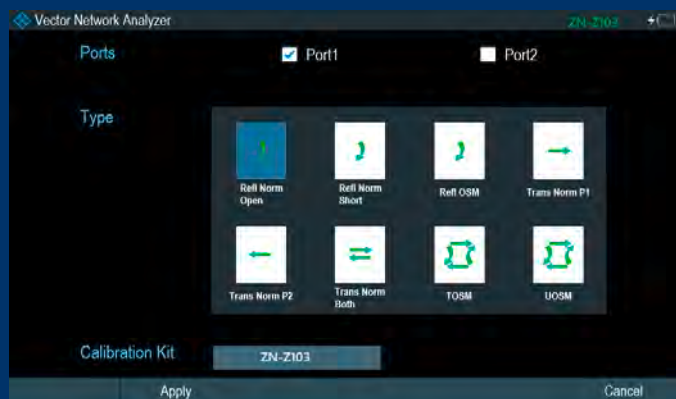 Vector Network Analyzer ZN-Z103
Ports Port1 Port2
Type
Refl Norm Open
Refl Norm Short
Refl OSM
Trans Norm P1
Trans Norm P2
Trans Norm Both
TOSM
UOSM
Calibration Kit ZN-Z103
Apply Cancel